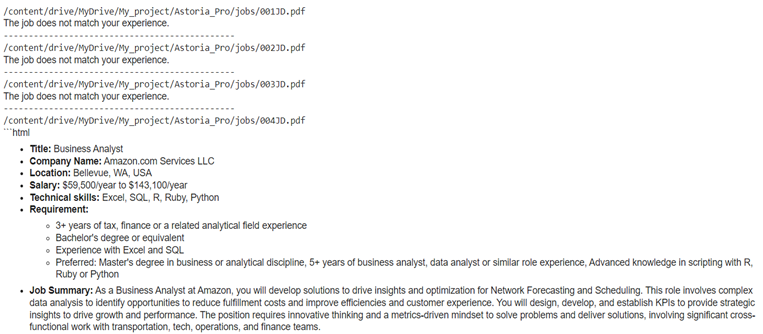 /content/drive/MyDrive/My_project/Astoria_Pro/jobs/001JD.pdf
The job does not match your experience.
---------------------------------------------
/content/drive/MyDrive/My_project/Astoria_Pro/jobs/002JD.pdf
The job does not match your experience.
---------------------------------------------
/content/drive/MyDrive/My_project/Astoria_Pro/jobs/003JD.pdf
The job does not match your experience.
---------------------------------------------
/content/drive/MyDrive/My_project/Astoria_Pro/jobs/004JD.pdf
```html
• Title: Business Analyst
• Company Name: Amazon.com Services LLC
• Location: Bellevue, WA, USA
• Salary: $59,500/year to $143,100/year
• Technical skills: Excel, SQL, R, Ruby, Python
• Requirement:
◦ 3+ years of tax, finance or a related analytical field experience
◦ Bachelor's degree or equivalent
◦ Experience with Excel and SQL
◦ Preferred: Master's degree in business or analytical discipline, 5+ years of business analyst, data analyst or similar role experience, Advanced knowledge in scripting with R,
Ruby or Python
• Job Summary: As a Business Analyst at Amazon, you will develop solutions to drive insights and optimization for Network Forecasting and Scheduling. This role involves complex
data analysis to identify opportunities to reduce fulfillment costs and improve efficiencies and customer experience. You will design, develop, and establish KPIs to provide strategic
insights to drive growth and performance. The position requires innovative thinking and a metrics-driven mindset to solve problems and deliver solutions, involving significant cross-
functional work with transportation, tech, operations, and finance teams.